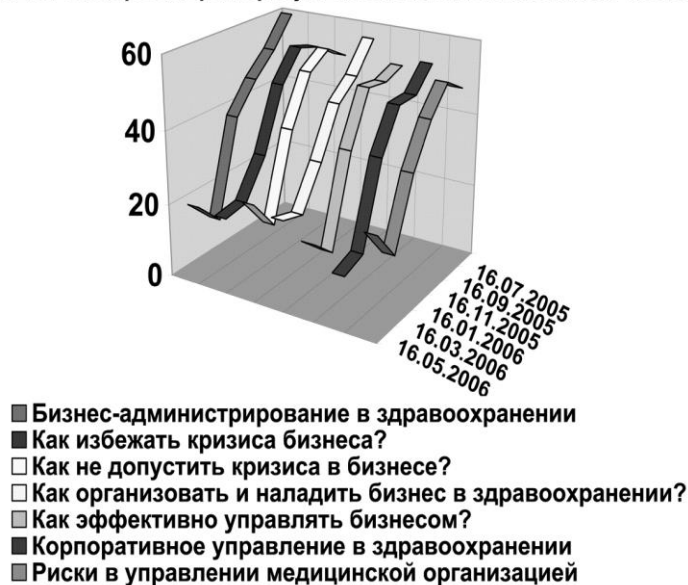 60
40
20
0
16.07.2005
16.09.2005
16.11.2005
16.01.2006
16.03.2006
16.05.2006
Бизнес-администрирование в здравоохранении
Как избежать кризиса бизнеса?
Как не допустить кризиса в бизнесе?
Как организовать и наладить бизнес в здравоохранении?
Как эффективно управлять бизнесом?
Корпоративное управление в здравоохранении
Риски в управлении медицинской организацией